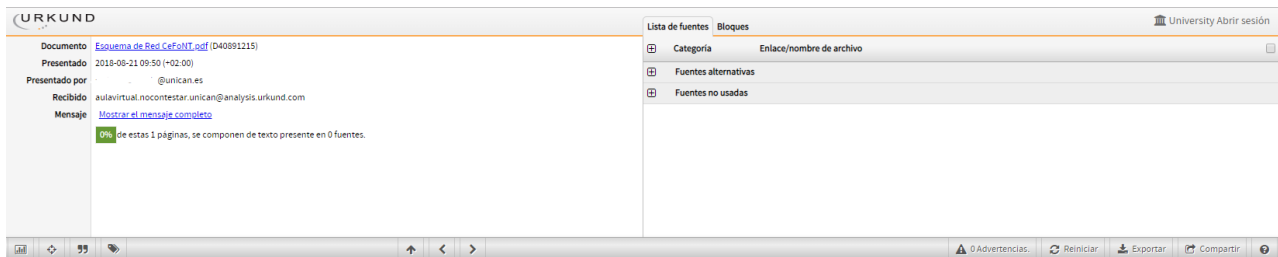 URKUND
Documento Esquema de Red CeFoNT.pdf (D40891215)
Presentado 2018-08-21 09:50 (+02:00)
Presentado por @unican.es
Recibido aulavirtual.nocontestar.unican@analysis.urkund.com
Mensaje Mostrar el mensaje completo
0% de estas 1 páginas, se componen de texto presente en 0 fuentes.
Lista de fuentes Bloques
University Abrir sesión
Categoría Enlace/nombre de archivo
Fuentes alternativas
Fuentes no usadas
0 Advertencias. Reiniciar Exportar Compartir